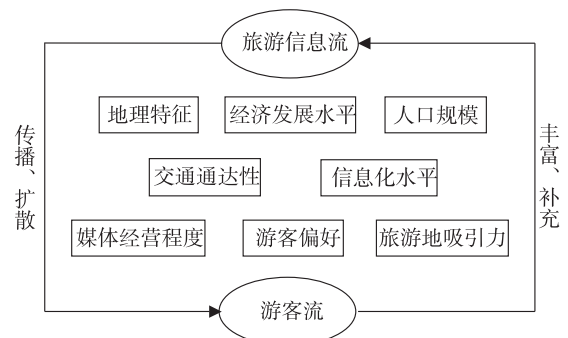 旅游信息流
地理特征
经济发展水平
人口规模
传播、扩散
丰富、补充
交通通达性
信息化水平
媒体经营程度
游客偏好
旅游地吸引力
游客流